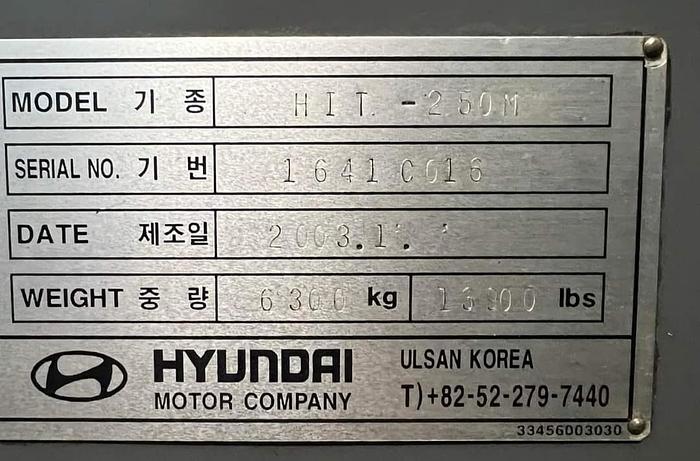 MODEL 기 종 HIT -250M
SERIAL NO. 기 번
DATE 제조일
WEIGHT 중 량 6300 kg lbs
HYUNDAI
MOTOR COMPANY
ULSAN KOREA
T)+82-52-279-7440
33456003030